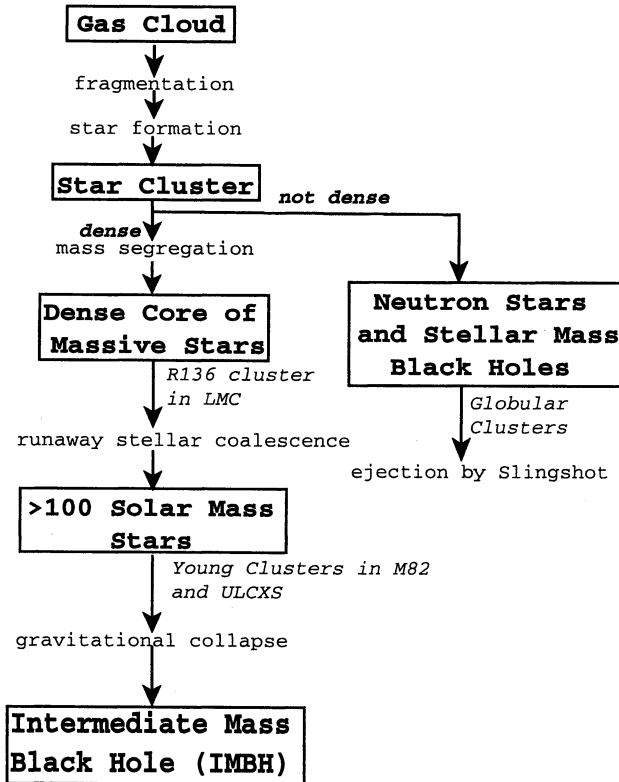 Gas Cloud
fragmentation
star formation
Star Cluster
not dense
dense
mass segregation
Dense Core of
Massive Stars
Neutron Stars
and Stellar Mass
Black Holes
R136 cluster
in LMC
Globular
Clusters
runaway stellar coalescence
ejection by Slingshot
>100 Solar Mass
Stars
Young Clusters in M82
and ULCXS
gravitational collapse
Intermediate Mass
Black Hole (IMBH)